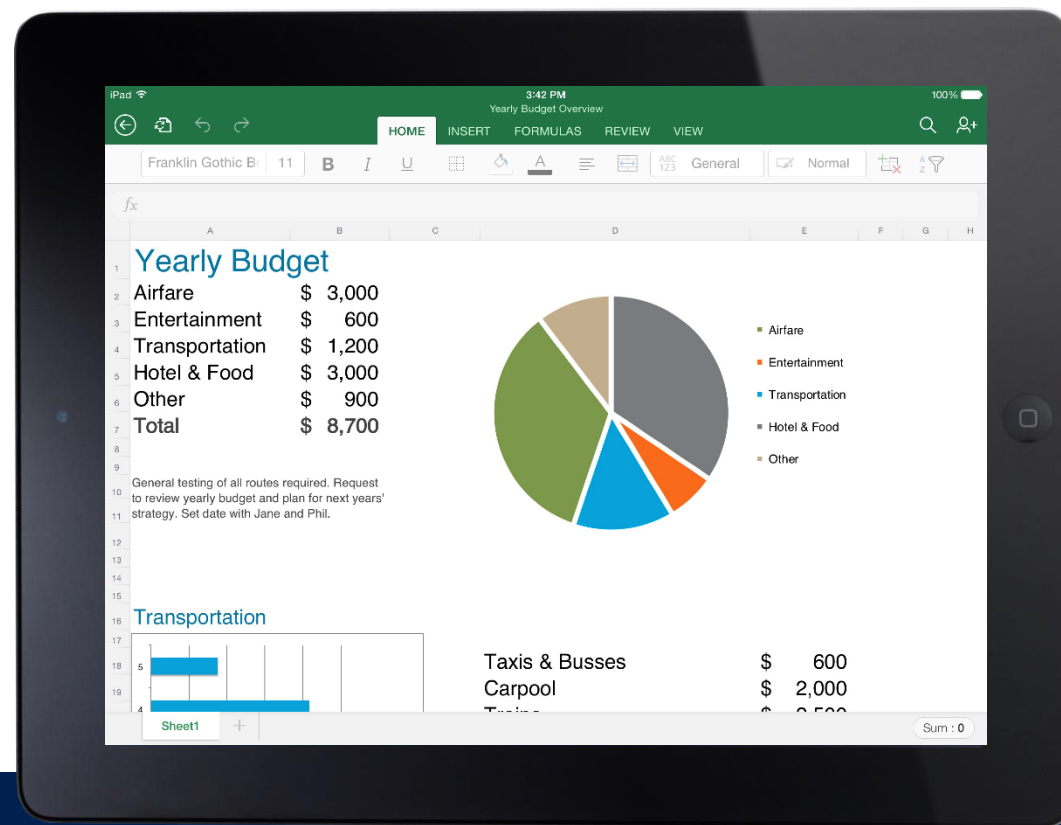 iPad
3:42 PM
100%
Yearly Budget Overview
HOME INSERT FORMULAS REVIEW VIEW
Franklin Gothic B 11 B I U A ABC 123 General Normal A Z
fx
A B C D E F G H
1 Yearly Budget
2 Airfare $ 3,000
3 Entertainment $ 600
4 Transportation $ 1,200
5 Hotel & Food $ 3,000
6 Other $ 900
7 Total $ 8,700
8
9
Airfare
Entertainment
Transportation
Hotel & Food
Other
General testing of all routes required. Request
10 to review yearly budget and plan for next years'
11 strategy. Set date with Jane and Phil.
12
13
14
15
16 Transportation
17
18 5 Taxis & Busses $ 600
19 Carpool $ 2,000
4 Trains $ 2,500
Sheet1 + Sum : 0